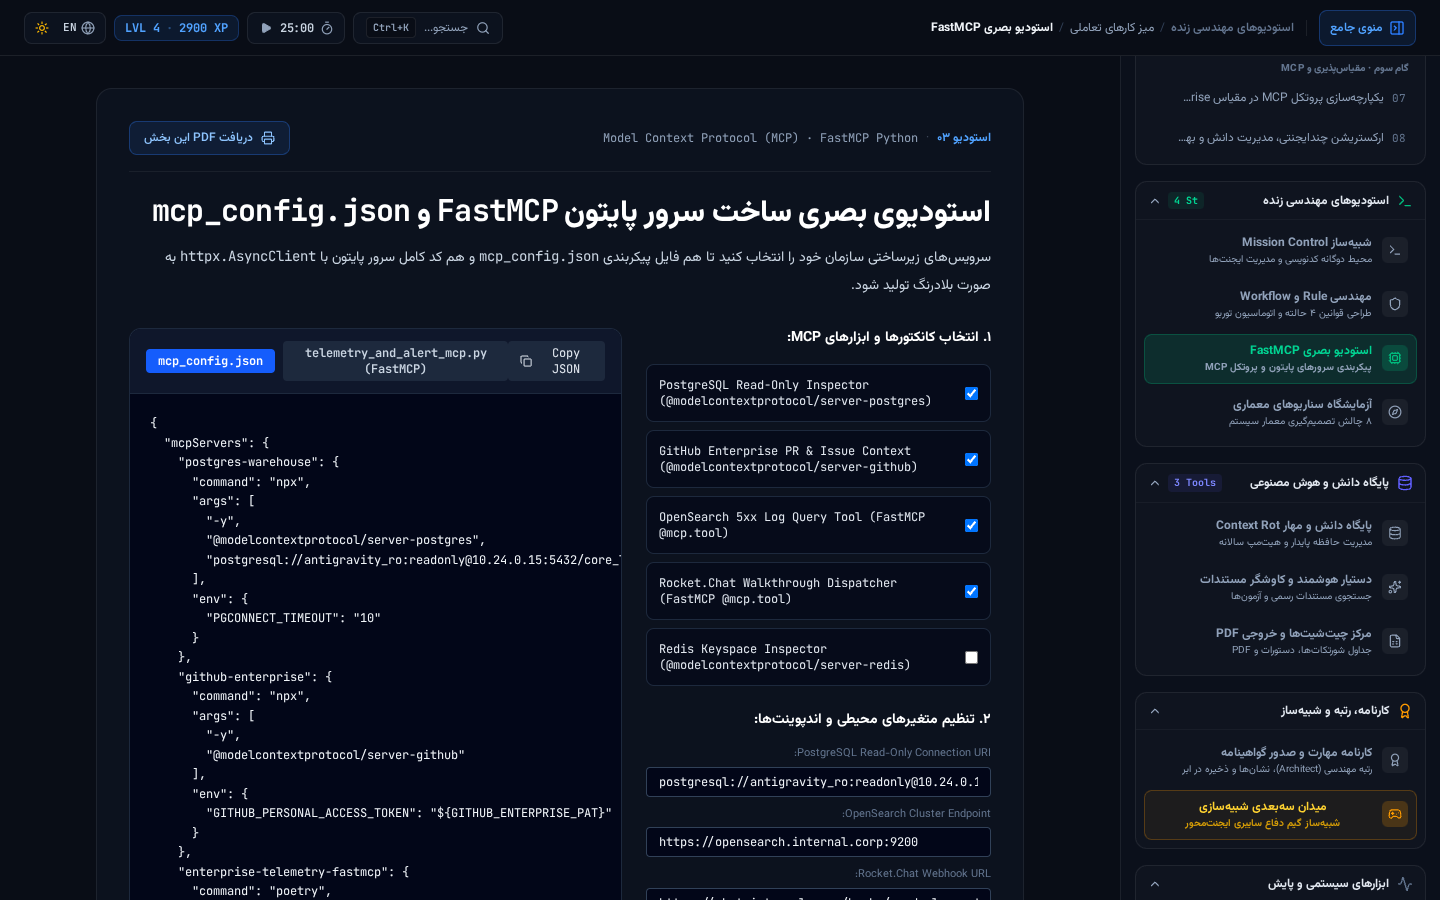 منوی جامع
استودیوهای مهندسی زنده / میز کارهای تعاملی / استودیو بصری FastMCP
جستجو... Ctrl+K
25:00
LVL 4 · 2900 XP
EN
گام سوم · مقیاس‌پذیری و MCP
07 یکپارچه‌سازی پروتکل MCP در مقیاس rise...
08 ارکستریشن چندایجنتی، مدیریت دانش و به...
استودیوهای مهندسی زنده 4 St
شبیه‌ساز Mission Control
محیط دوگانه کدنویسی و مدیریت ایجنت‌ها
مهندسی Rule و Workflow
طراحی قوانین ۴ حالته و اتوماسیون توربو
استودیو بصری FastMCP
پیکربندی سرورهای پایتون و پروتکل MCP
آزمایشگاه سناریوهای معماری
۸ چالش تصمیم‌گیری معمار سیستم
پایگاه دانش و هوش مصنوعی 3 Tools
پایگاه دانش و مهار Context Rot
مدیریت حافظه پایدار و هیت‌مپ سالانه
دستیار هوشمند و کاوشگر مستندات
جستجوی مستندات رسمی و آزمون‌ها
مرکز چیت‌شیت‌ها و خروجی PDF
جداول شورتکات‌ها، دستورات و PDF
کارنامه، رتبه و شبیه‌ساز
کارنامه مهارت و صدور گواهینامه
رتبه مهندسی (Architect)، نشان‌ها و ذخیره در ابر
میدان سه‌بعدی شبیه‌سازی
شبیه‌ساز گیم دفاع سایبری ایجنت‌محور
ابزارهای سیستمی و پایش
استودیو ۰۳ · Model Context Protocol (MCP) · FastMCP Python
دریافت PDF این بخش
استودیوی بصری ساخت سرور پایتون FastMCP و mcp_config.json
سرویس‌های زیرساختی سازمان خود را انتخاب کنید تا هم فایل پیکربندی mcp_config.json و هم کد کامل سرور پایتون با httpx.AsyncClient به
صورت بلادرنگ تولید شود.
۱. انتخاب کانکتورها و ابزارهای MCP:
PostgreSQL Read-Only Inspector
(@modelcontextprotocol/server-postgres)
GitHub Enterprise PR & Issue Context
(@modelcontextprotocol/server-github)
OpenSearch 5xx Log Query Tool (FastMCP
@mcp.tool)
Rocket.Chat Walkthrough Dispatcher
(FastMCP @mcp.tool)
Redis Keyspace Inspector
(@modelcontextprotocol/server-redis)
۲. تنظیم متغیرهای محیطی و اندپوینت‌ها:
PostgreSQL Read-Only Connection URI:
postgresql://antigravity_ro:readonly@10.24.0.1
OpenSearch Cluster Endpoint:
https://opensearch.internal.corp:9200
Rocket.Chat Webhook URL:
mcp_config.json
telemetry_and_alert_mcp.py
(FastMCP)
Copy
JSON
{
"mcpServers": {
"postgres-warehouse": {
"command": "npx",
"args": [
"-y",
"@modelcontextprotocol/server-postgres",
"postgresql://antigravity_ro:readonly@10.24.0.15:5432/core_
],
"env": {
"PGCONNECT_TIMEOUT": "10"
}
},
"github-enterprise": {
"command": "npx",
"args": [
"-y",
"@modelcontextprotocol/server-github"
],
"env": {
"GITHUB_PERSONAL_ACCESS_TOKEN": "${GITHUB_ENTERPRISE_PAT}"
}
},
"enterprise-telemetry-fastmcp": {
"command": "poetry",